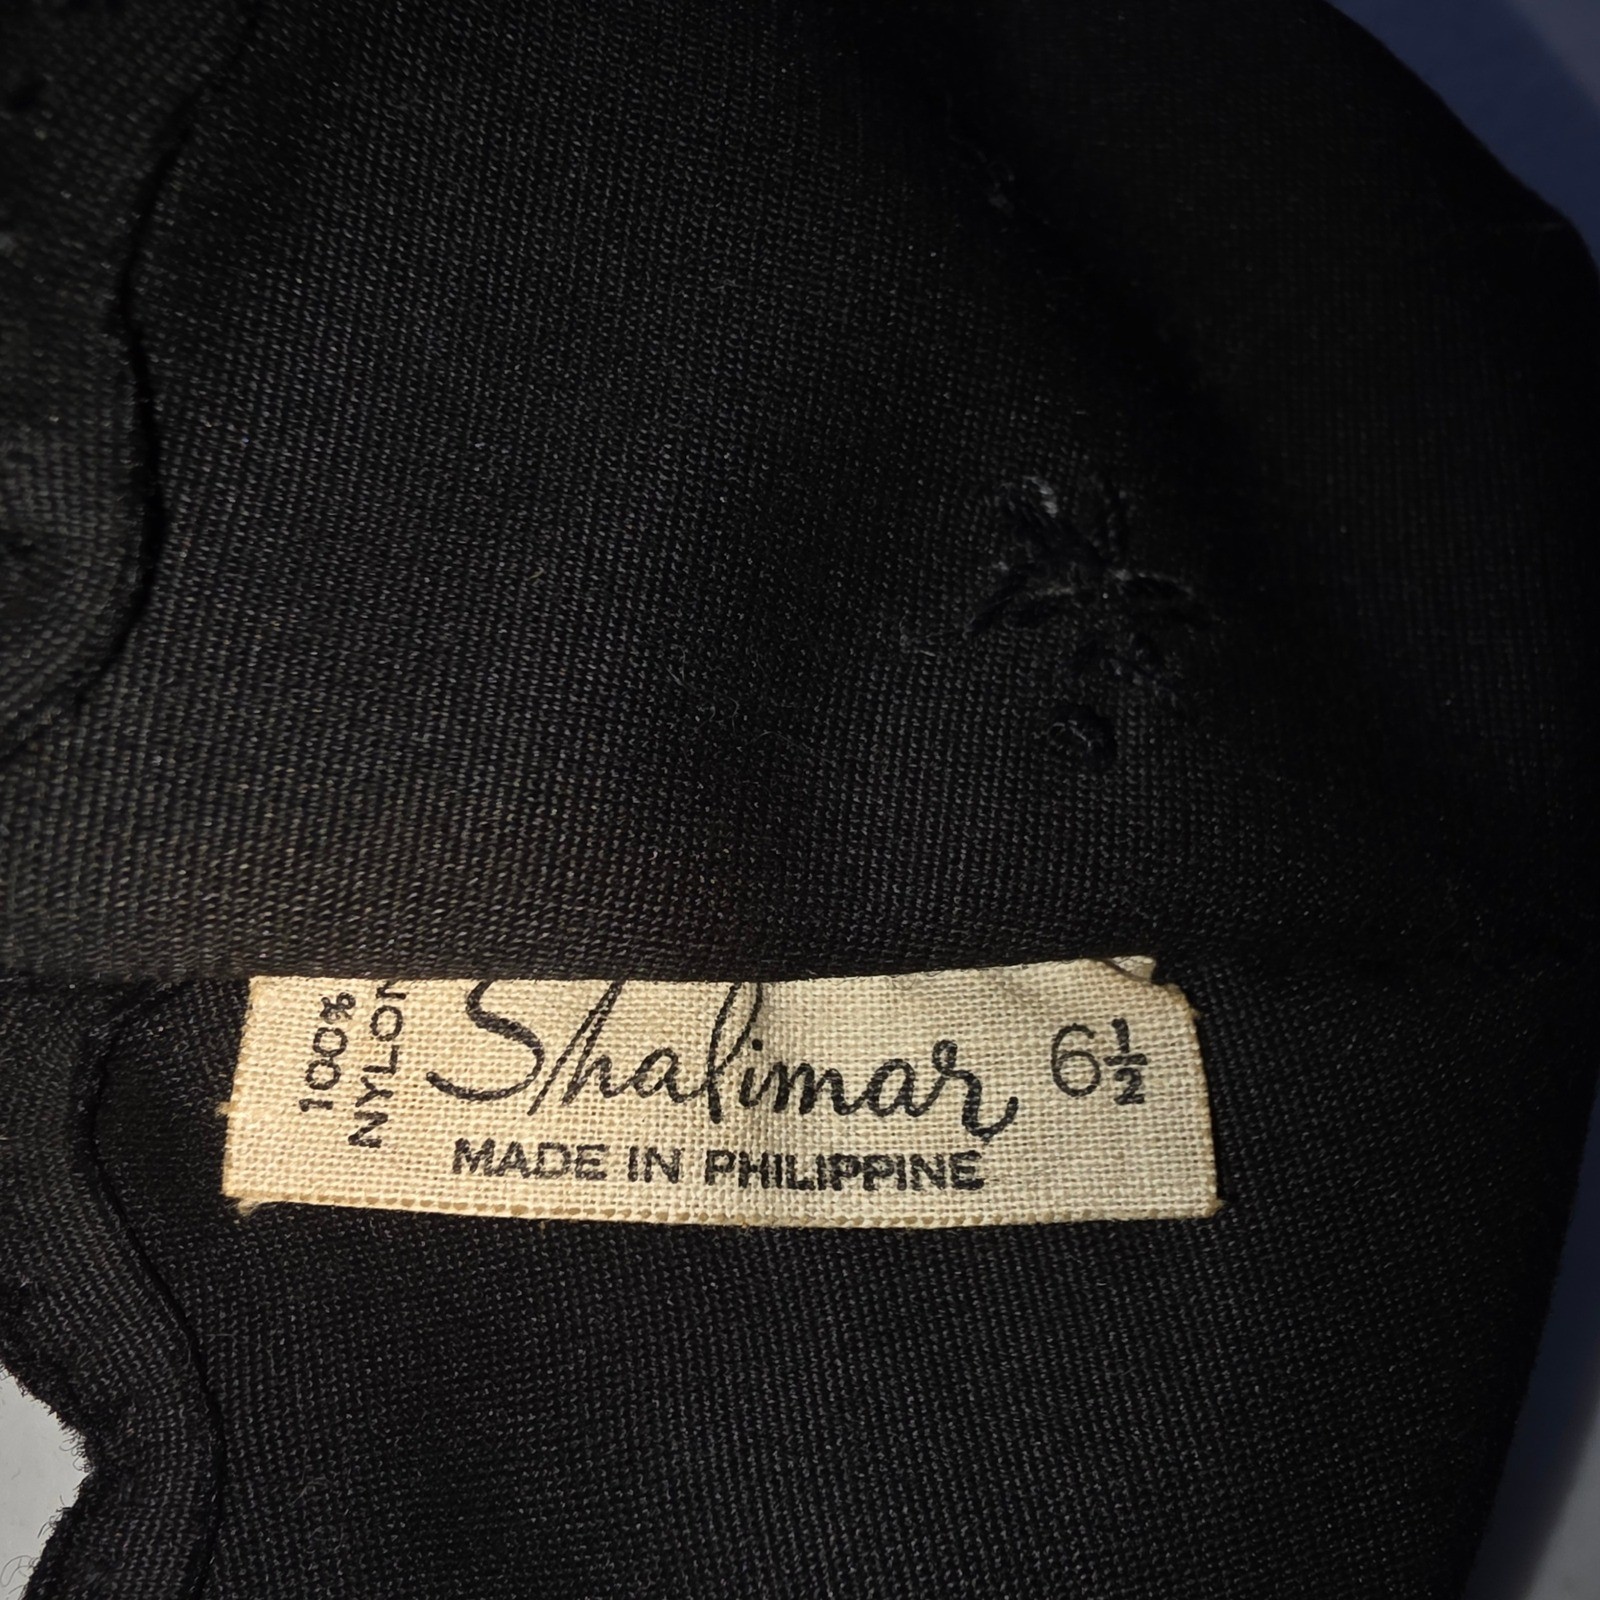 100%
NYLON
Shalimar 6½
MADE IN PHILIPPINE